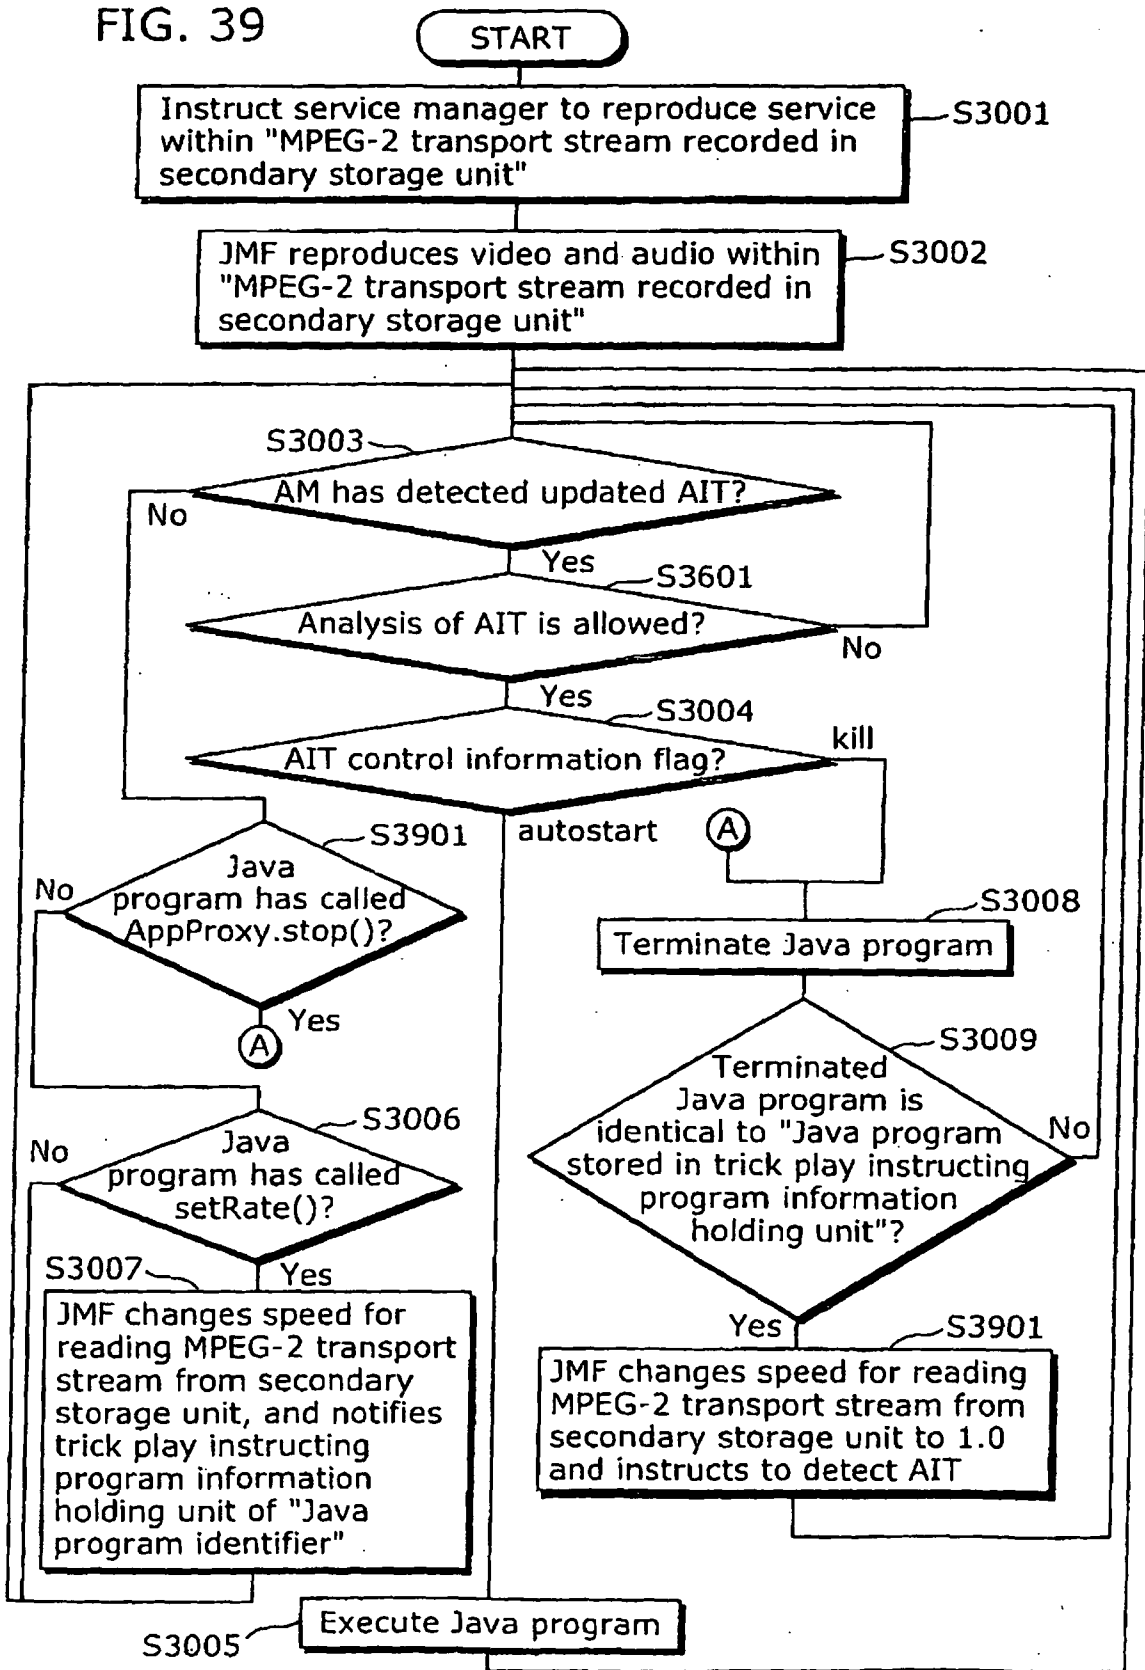 FIG. 39
START
Instruct service manager to reproduce service
within "MPEG-2 transport stream recorded in
secondary storage unit"
S3001
JMF reproduces video and audio within
"MPEG-2 transport stream recorded in
secondary storage unit"
S3002
S3003
AM has detected updated AIT?
No
Yes
S3601
Analysis of AIT is allowed?
No
Yes
S3004
AIT control information flag?
kill
autostart
A
S3901
Java
program has called
AppProxy.stop()?
No
Yes
A
S3008
Terminate Java program
S3009
Terminated
Java program is
identical to "Java program
stored in trick play instructing
program information
holding unit"?
No
Yes
S3006
Java
program has called
setRate()?
No
Yes
S3007
JMF changes speed for
reading MPEG-2 transport
stream from secondary
storage unit, and notifies
trick play instructing
program information
holding unit of "Java
program identifier"
S3901
JMF changes speed for reading
MPEG-2 transport stream from
secondary storage unit to 1.0
and instructs to detect AIT
Execute Java program
S3005